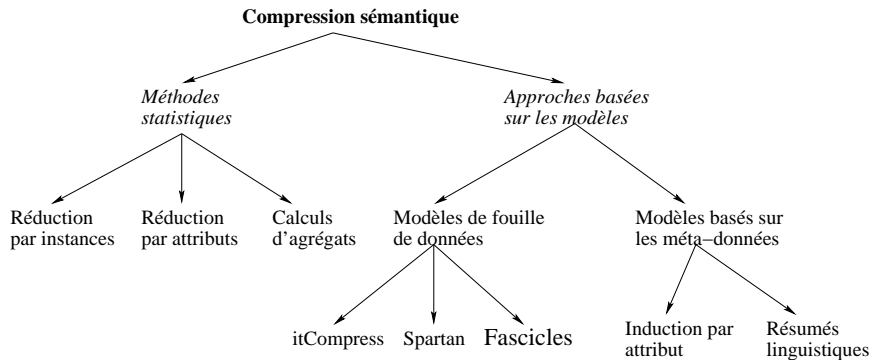 Compression sémantique
Méthodes
statistiques
Approches basées
sur les modèles
Réduction
par instances
Réduction
par attributs
Calculs
d'agrégats
Modèles de fouille
de données
Modèles basés sur
les méta−données
itCompress
Spartan
Fascicles
Induction par
attribut
Résumés
linguistiques